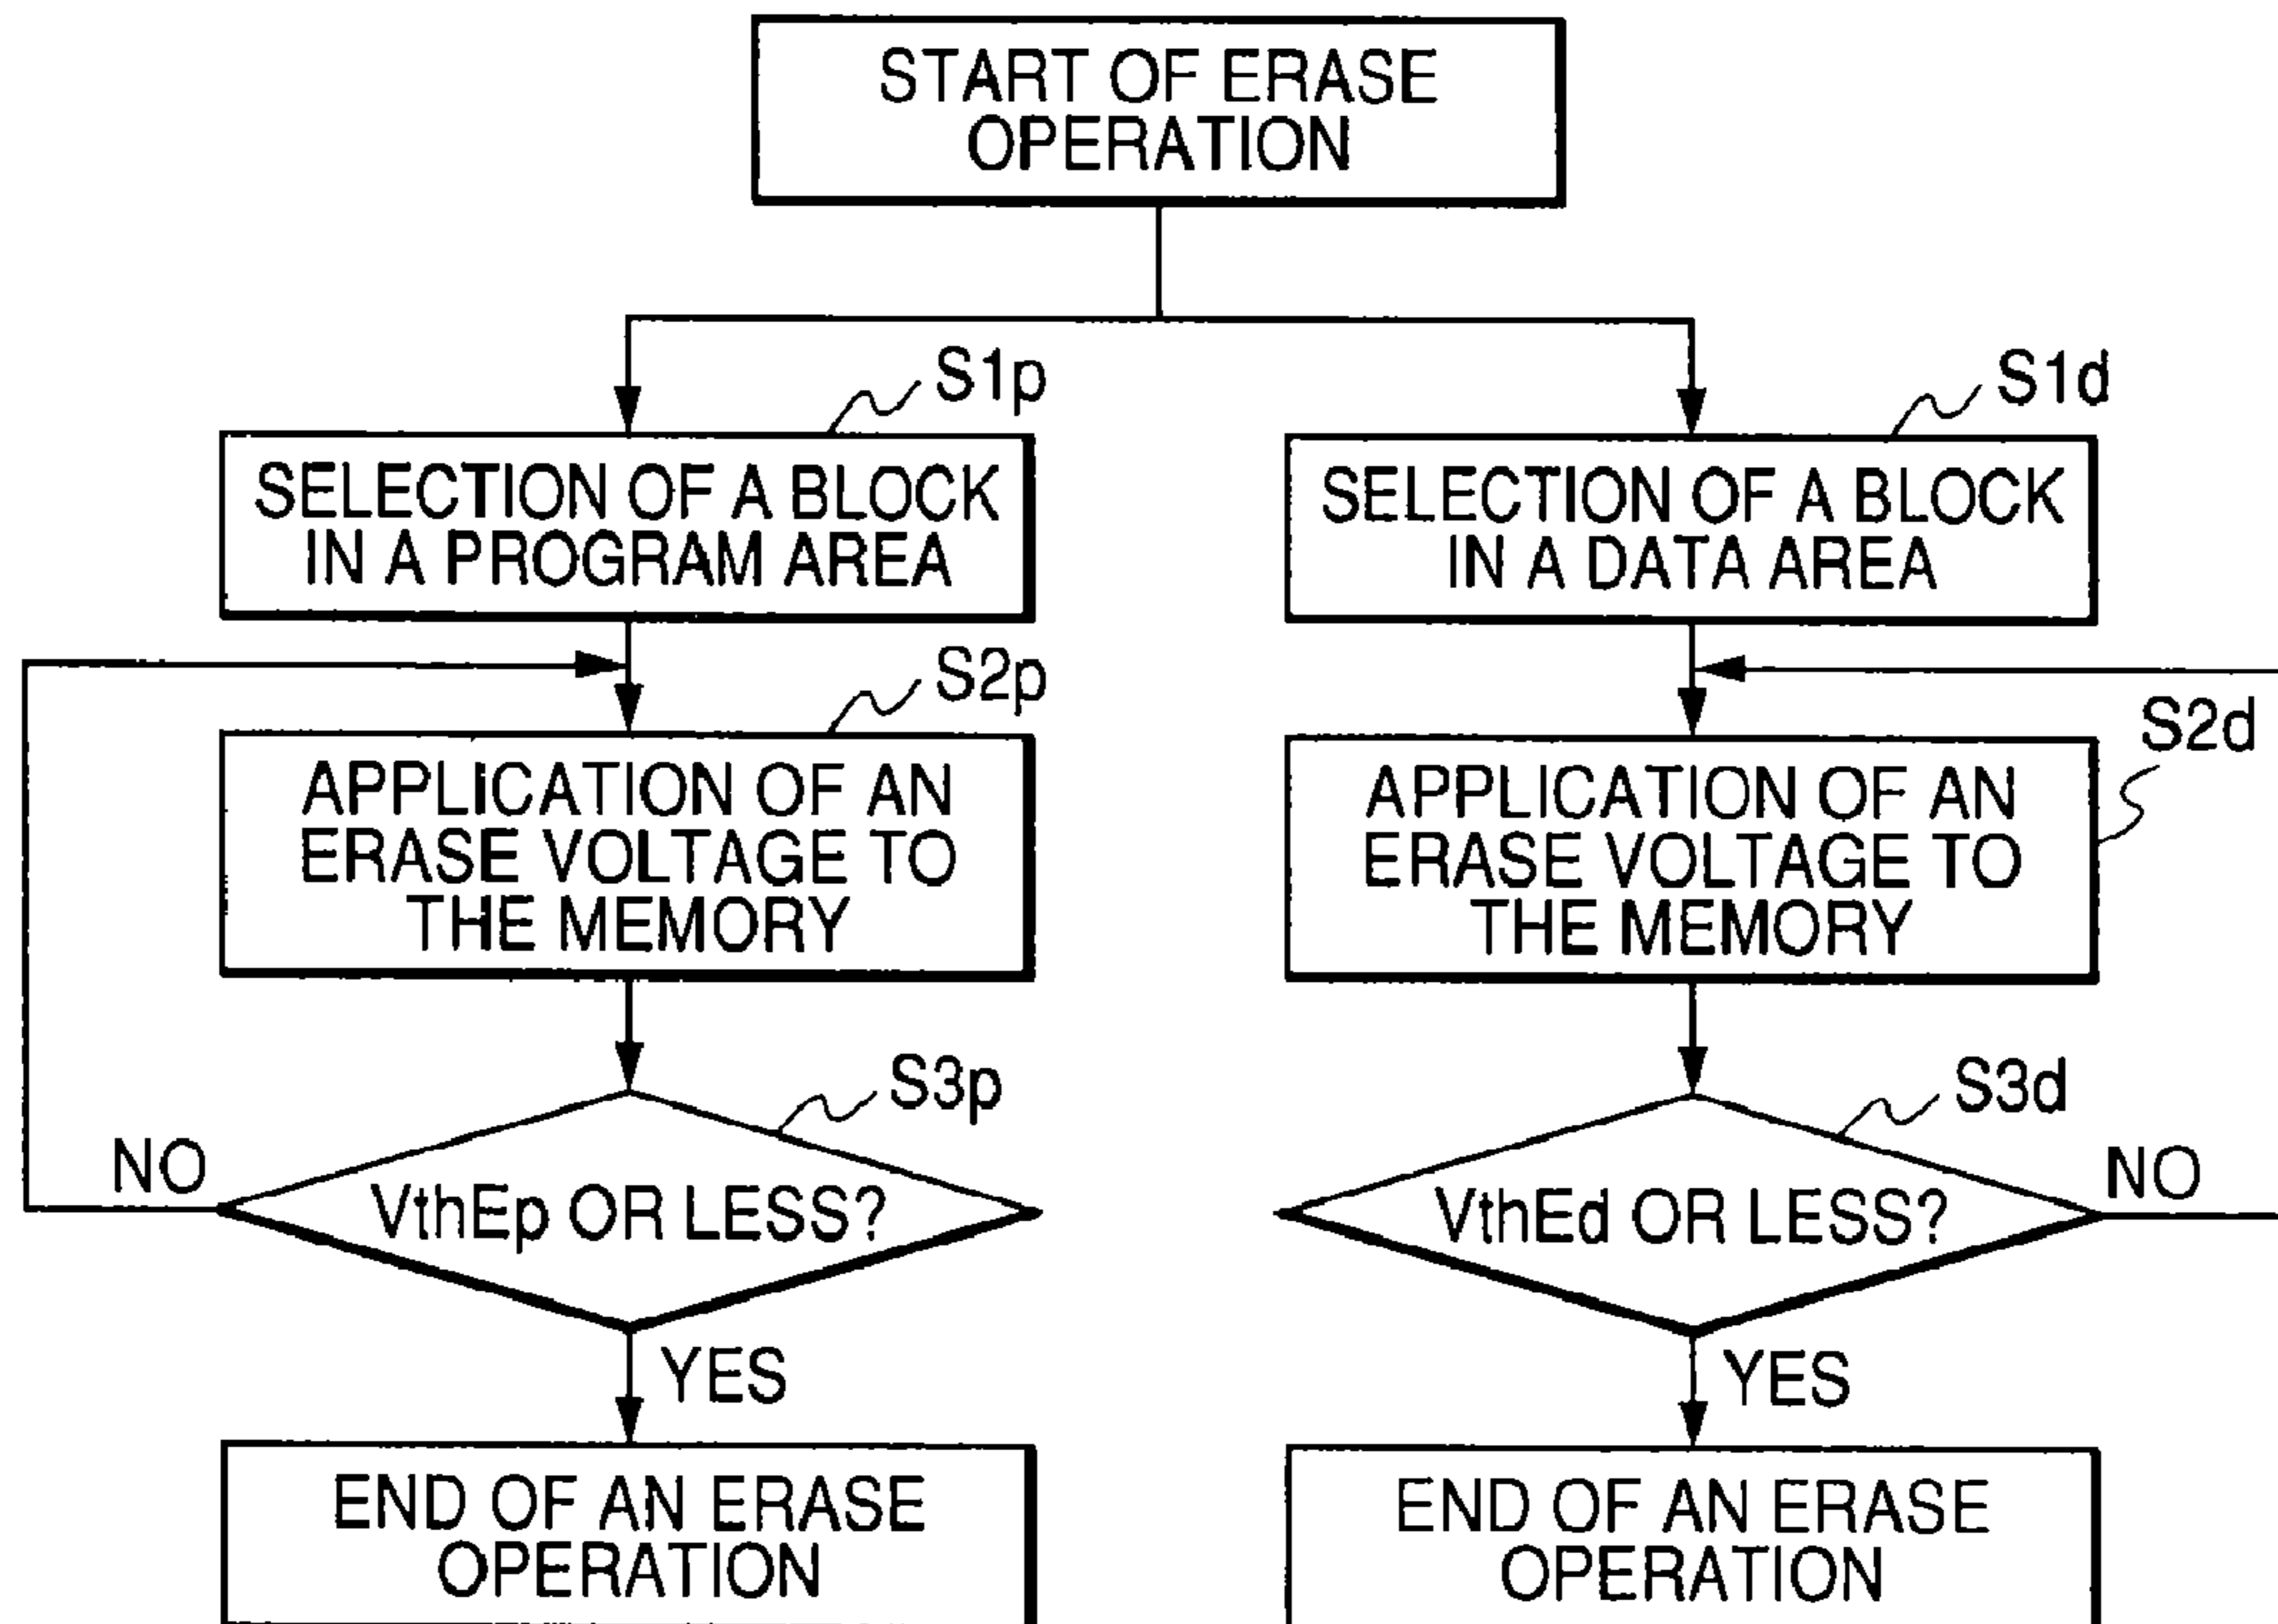 START OF ERASE
OPERATION
S1p
SELECTION OF A BLOCK
IN A PROGRAM AREA
S2p
APPLICATION OF AN
ERASE VOLTAGE TO
THE MEMORY
S3p
NO
VthEp OR LESS?
YES
END OF AN ERASE
OPERATION
S1d
SELECTION OF A BLOCK
IN A DATA AREA
S2d
APPLICATION OF AN
ERASE VOLTAGE TO
THE MEMORY
S3d
VthEd OR LESS?
NO
YES
END OF AN ERASE
OPERATION